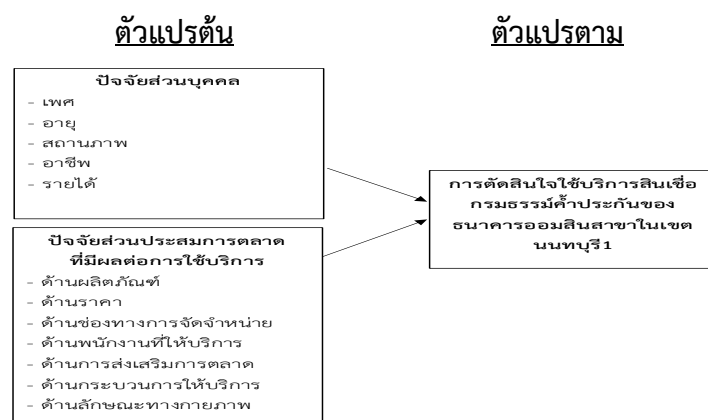 ตัวแปรต้น
ตัวแปรตาม
ปัจจัยส่วนบุคคล
- เพศ
- อายุ
- สถานภาพ
- อาชีพ
- รายได้
ปัจจัยส่วนประสมการตลาด
ที่มีผลต่อการใช้บริการ
- ด้านผลิตภัณฑ์
- ด้านราคา
- ด้านช่องทางการจัดจำหน่าย
- ด้านพนักงานที่ให้บริการ
- ด้านการส่งเสริมการตลาด
- ด้านกระบวนการให้บริการ
- ด้านลักษณะทางกายภาพ
การตัดสินใจใช้บริการสินเชื่อ
กรมธรรม์ค้ำประกันของ
ธนาคารออมสินสาขาในเขต
นนทบุรี1